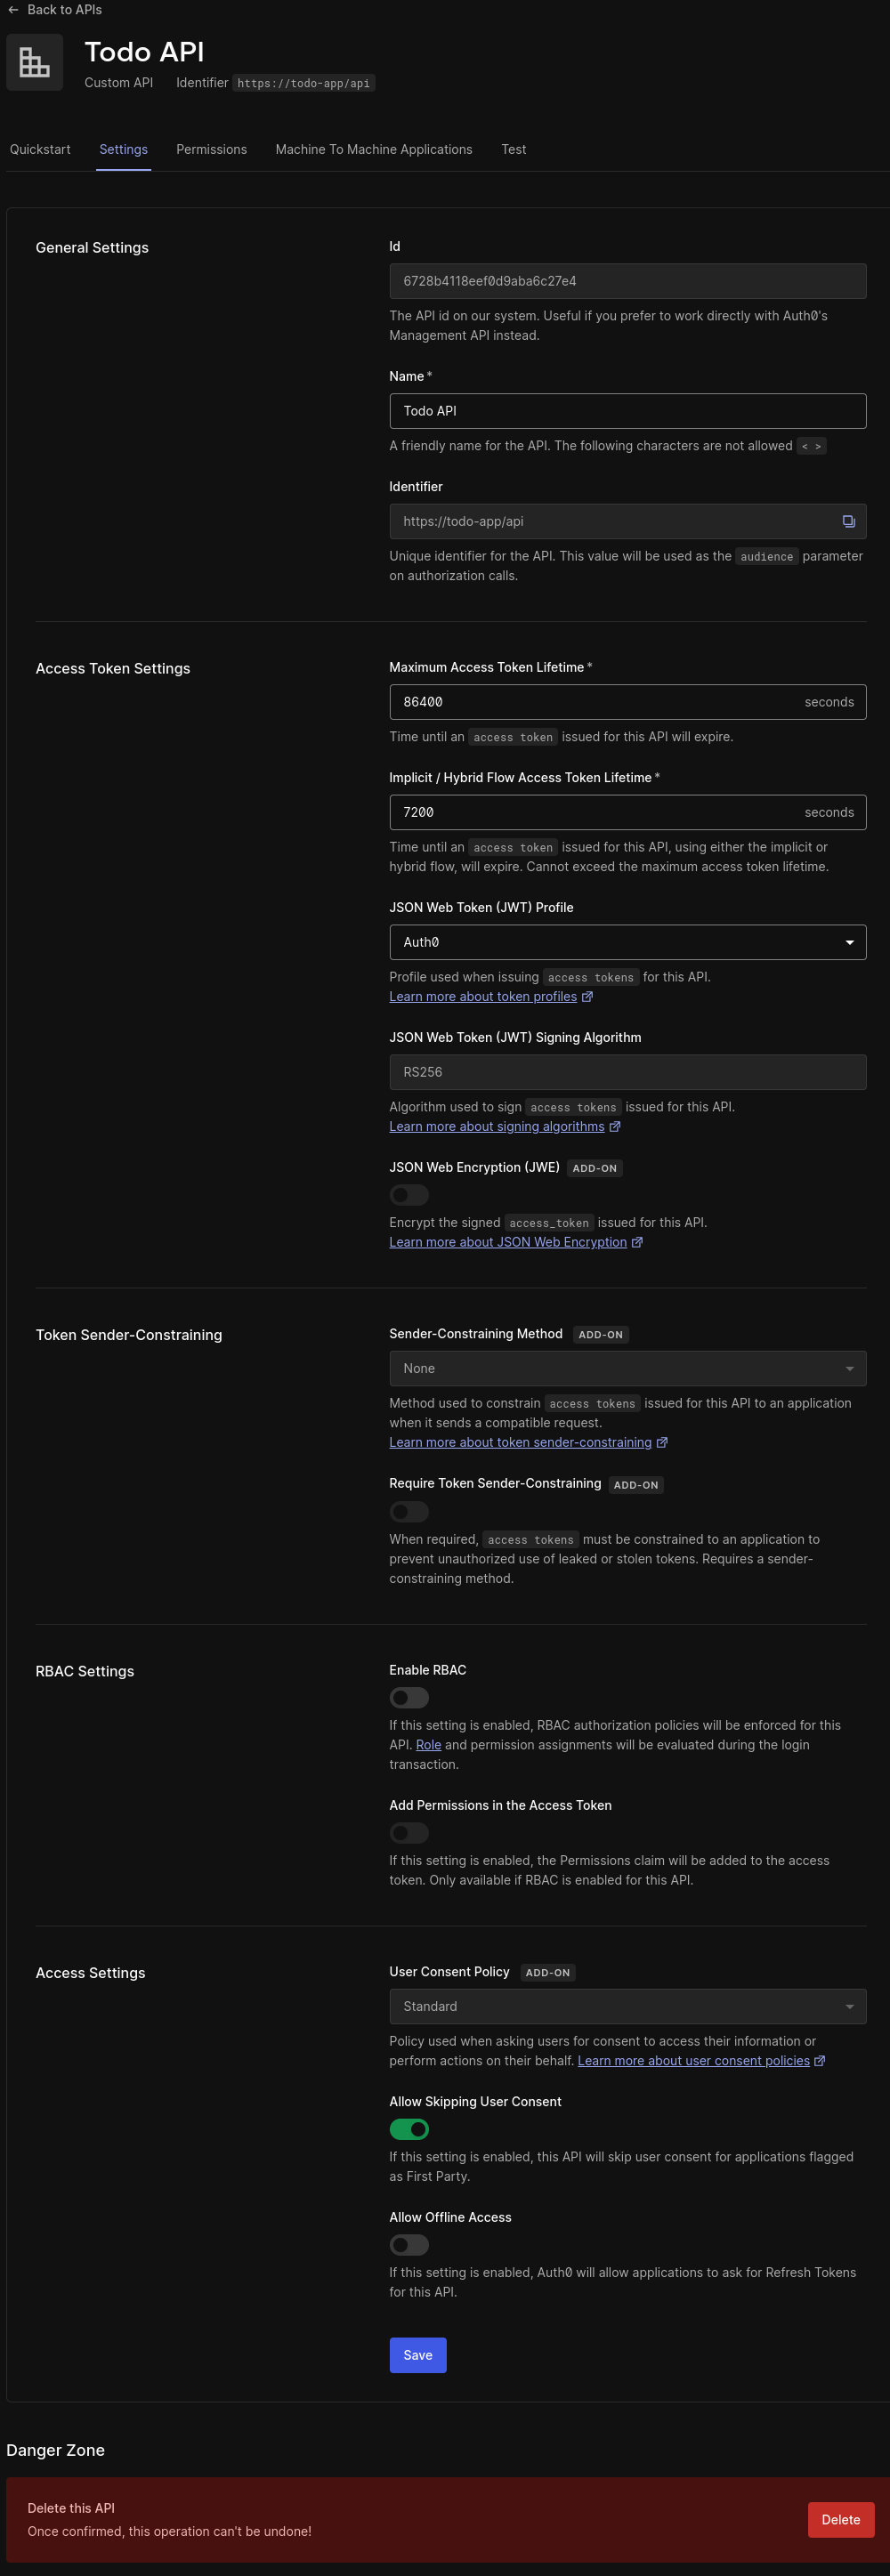 Back to APIs
Todo API
Custom API Identifier https://todo-app/api
Quickstart Settings Permissions Machine To Machine Applications Test
General Settings
Id
6728b4118eef0d9aba6c27e4
The API id on our system. Useful if you prefer to work directly with Auth0's
Management API instead.
Name*
Todo API
A friendly name for the API. The following characters are not allowed < >
Identifier
https://todo-app/api
Unique identifier for the API. This value will be used as the audience parameter
on authorization calls.
Access Token Settings
Maximum Access Token Lifetime*
86400 seconds
Time until an access token issued for this API will expire.
Implicit / Hybrid Flow Access Token Lifetime*
7200 seconds
Time until an access token issued for this API, using either the implicit or
hybrid flow, will expire. Cannot exceed the maximum access token lifetime.
JSON Web Token (JWT) Profile
Auth0
Profile used when issuing access tokens for this API.
Learn more about token profiles
JSON Web Token (JWT) Signing Algorithm
RS256
Algorithm used to sign access tokens issued for this API.
Learn more about signing algorithms
JSON Web Encryption (JWE) ADD-ON
Encrypt the signed access_token issued for this API.
Learn more about JSON Web Encryption
Token Sender-Constraining
Sender-Constraining Method ADD-ON
None
Method used to constrain access tokens issued for this API to an application
when it sends a compatible request.
Learn more about token sender-constraining
Require Token Sender-Constraining ADD-ON
When required, access tokens must be constrained to an application to
prevent unauthorized use of leaked or stolen tokens. Requires a sender-
constraining method.
RBAC Settings
Enable RBAC
If this setting is enabled, RBAC authorization policies will be enforced for this
API. Role and permission assignments will be evaluated during the login
transaction.
Add Permissions in the Access Token
If this setting is enabled, the Permissions claim will be added to the access
token. Only available if RBAC is enabled for this API.
Access Settings
User Consent Policy ADD-ON
Standard
Policy used when asking users for consent to access their information or
perform actions on their behalf. Learn more about user consent policies
Allow Skipping User Consent
If this setting is enabled, this API will skip user consent for applications flagged
as First Party.
Allow Offline Access
If this setting is enabled, Auth0 will allow applications to ask for Refresh Tokens
for this API.
Save
Danger Zone
Delete this API
Once confirmed, this operation can't be undone!
Delete